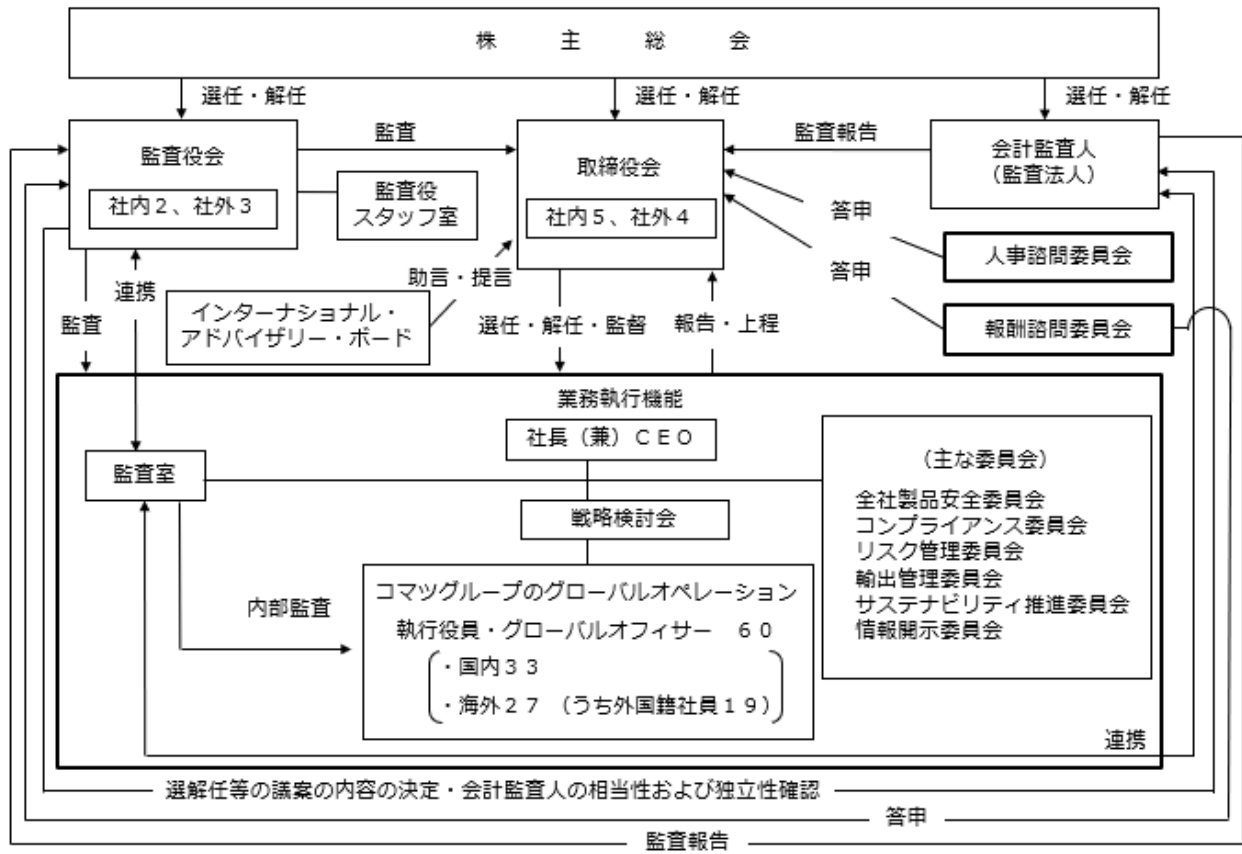 株　主　総　会
選任・解任
選任・解任
選任・解任
監査役会
社内２、社外３
監査
監査役
スタッフ室
取締役会
社内５、社外４
監査報告
会計監査人
（監査法人）
答申
人事諮問委員会
答申
報酬諮問委員会
助言・提言
インターナショナル・
アドバイザリー・ボード
監査
連携
選任・解任・監督
報告・上程
業務執行機能
社長（兼）ＣＥＯ
監査室
戦略検討会
（主な委員会）
全社製品安全委員会
コンプライアンス委員会
リスク管理委員会
輸出管理委員会
サステナビリティ推進委員会
情報開示委員会
内部監査
コマツグループのグローバルオペレーション
執行役員・グローバルオフィサー　６０
・国内３３
・海外２７　（うち外国籍社員１９）
連携
選解任等の議案の内容の決定・会計監査人の相当性および独立性確認
答申
監査報告